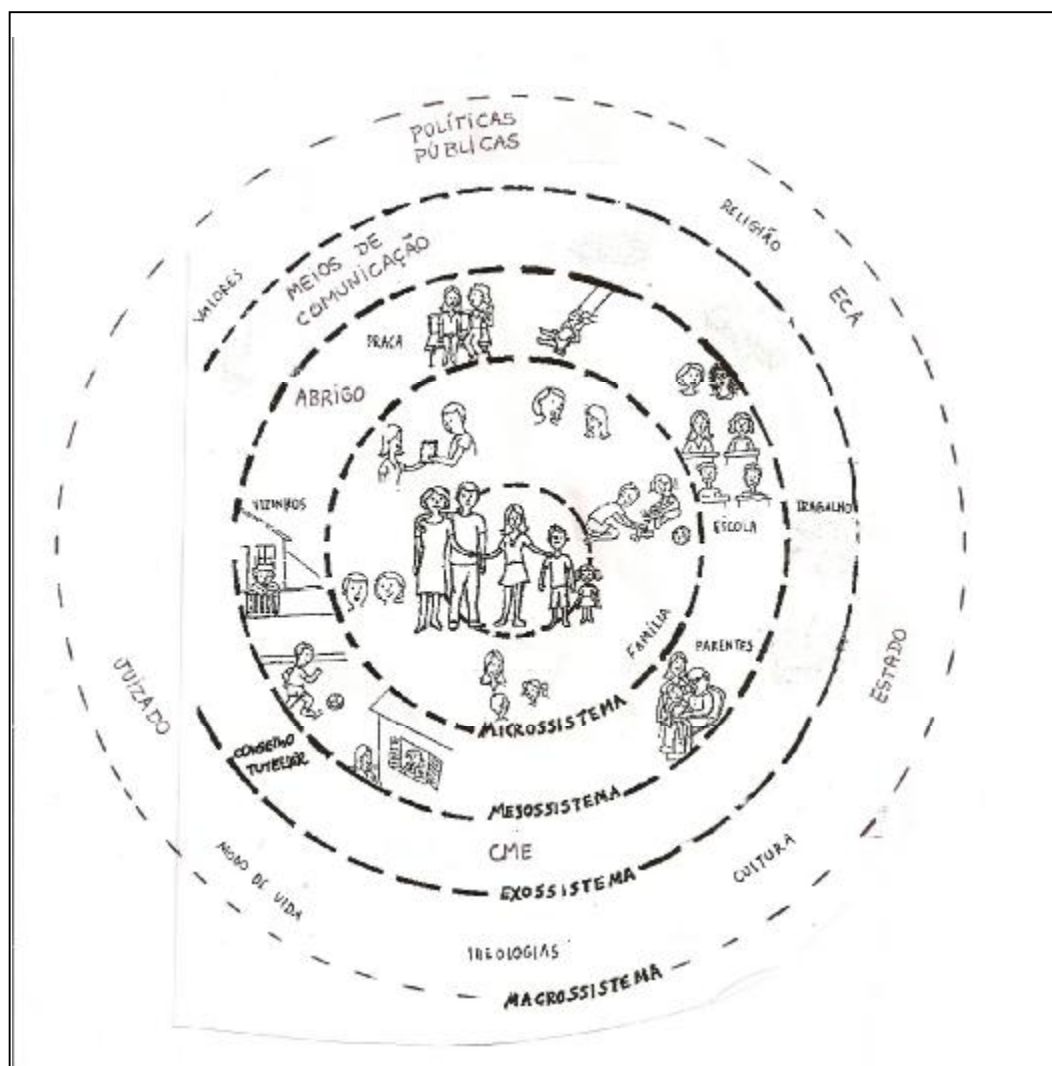 POLÍTICAS
PÚBLICAS
RELIGIÃO
VALORES
MEIOS DE
COMUNICAÇÃO
ECA
PRAÇA
ABRIGO
VIZINHOS
ESCOLA
TRABALHO
FAMÍLIA
PARENTES
ESTADO
JUIZADO
MICROSSISTEMA
CONSELHO
TUTELAR
MESOSSISTEMA
CME
EXOSSISTEMA
CULTURA
MODO DE VIDA
IDEOLOGIAS
MACROSSISTEMA